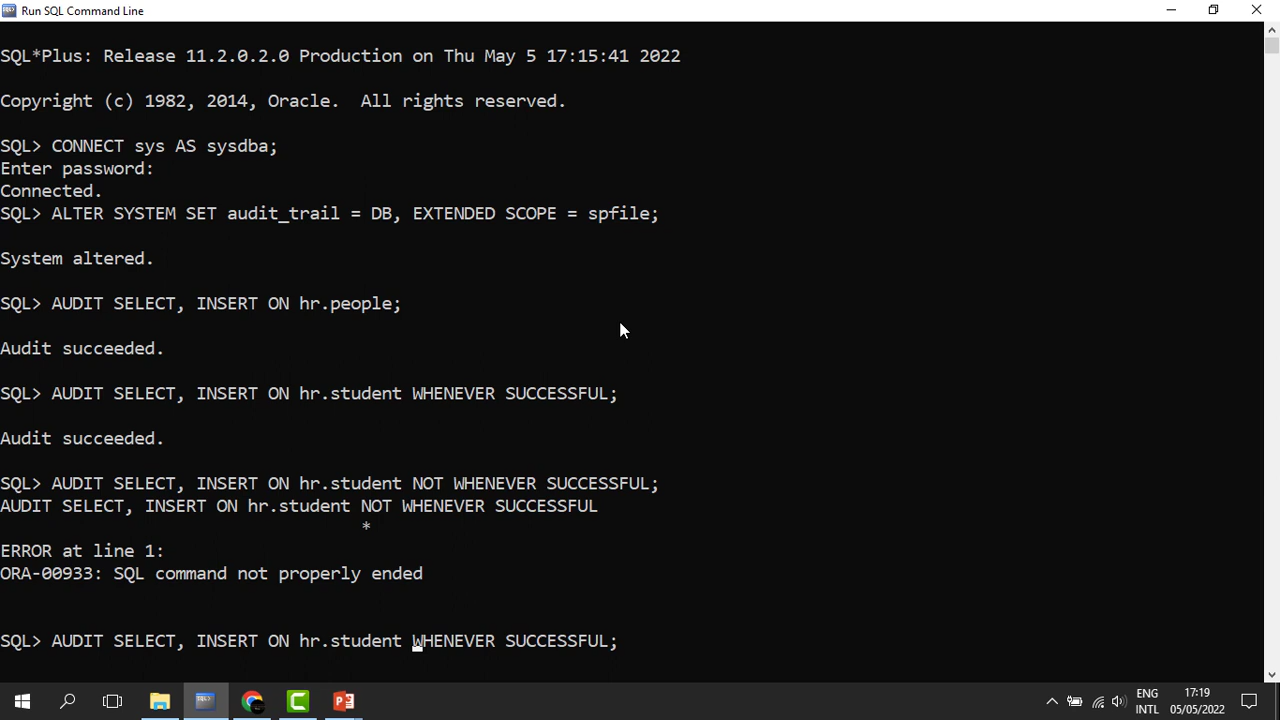 Run SQL Command Line
SQL*Plus: Release 11.2.0.2.0 Production on Thu May 5 17:15:41 2022
Copyright (c) 1982, 2014, Oracle.  All rights reserved.
SQL> CONNECT sys AS sysdba;
Enter password:
Connected.
SQL> ALTER SYSTEM SET audit_trail = DB, EXTENDED SCOPE = spfile;
System altered.
SQL> AUDIT SELECT, INSERT ON hr.people;
Audit succeeded.
SQL> AUDIT SELECT, INSERT ON hr.student WHENEVER SUCCESSFUL;
Audit succeeded.
SQL> AUDIT SELECT, INSERT ON hr.student NOT WHENEVER SUCCESSFUL;
AUDIT SELECT, INSERT ON hr.student NOT WHENEVER SUCCESSFUL
*
ERROR at line 1:
ORA-00933: SQL command not properly ended
SQL> AUDIT SELECT, INSERT ON hr.student WHENEVER SUCCESSFUL;
ENG
17:19
INTL
05/05/2022